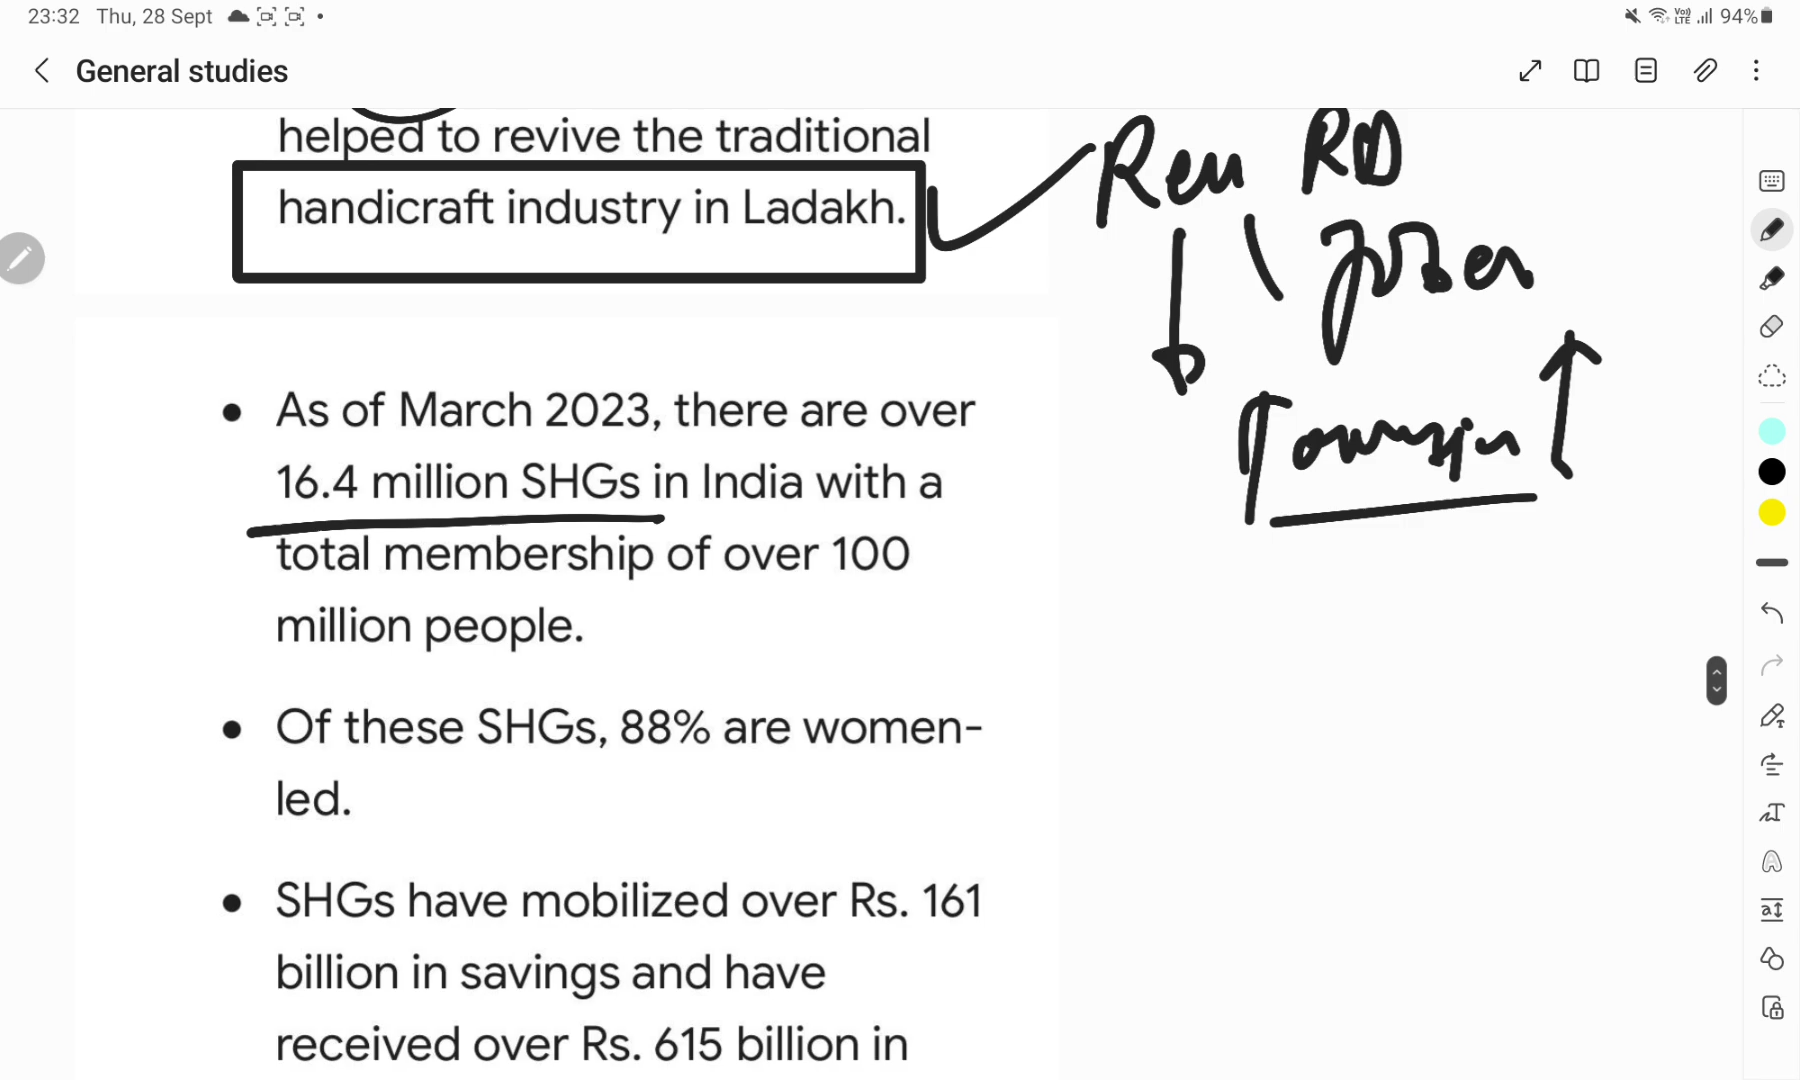 23:32 Thu, 28 Sept
94%
General studies
helped to revive the traditional
handicraft industry in Ladakh.
As of March 2023, there are over
16.4 million SHGs in India with a
total membership of over 100
million people.
Of these SHGs, 88% are women-
led.
SHGs have mobilized over Rs. 161
billion in savings and have
received over Rs. 615 billion in
RD